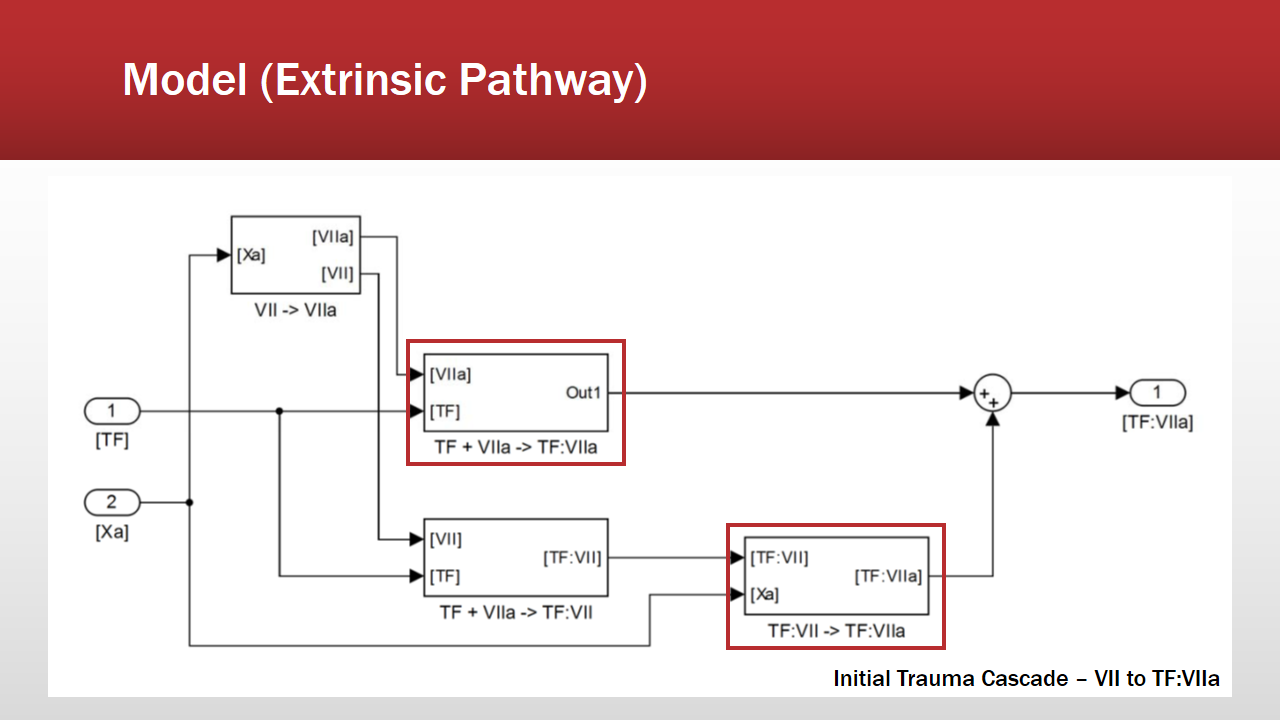 Model (Extrinsic Pathway)
[VIIa]
[Xa]
[VII]
VII -> VIIa
[VIIa]
Out1
[TF]
TF + VIIa -> TF:VIIa
1
[TF]
2
[Xa]
+
+
1
[TF:VIIa]
[VII]
[TF:VII]
[TF]
TF + VIIa -> TF:VII
[TF:VII]
[TF:VIIa]
[Xa]
TF:VII -> TF:VIIa
Initial Trauma Cascade – VII to TF:VIIa